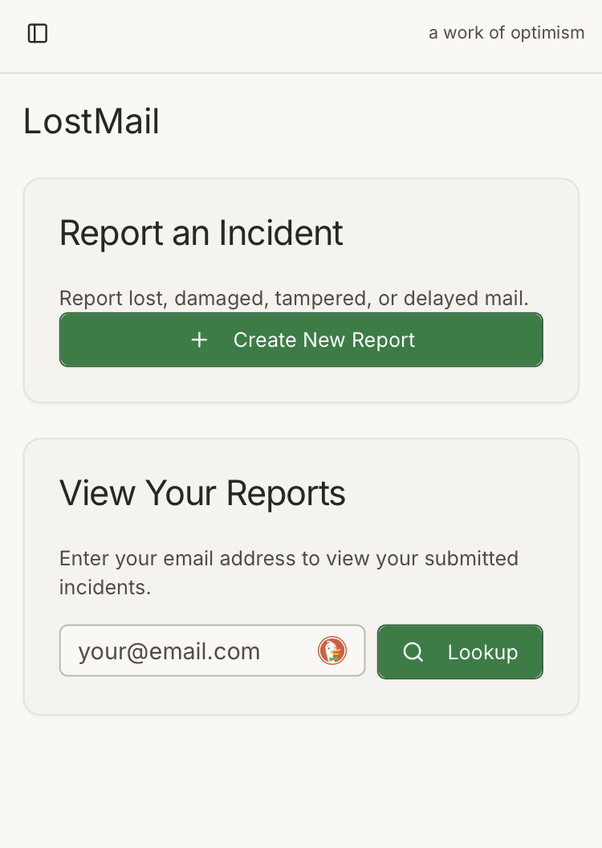 a work of optimism
LostMail
Report an Incident
Report lost, damaged, tampered, or delayed mail.
Create New Report
View Your Reports
Enter your email address to view your submitted
incidents.
your@email.com
Lookup